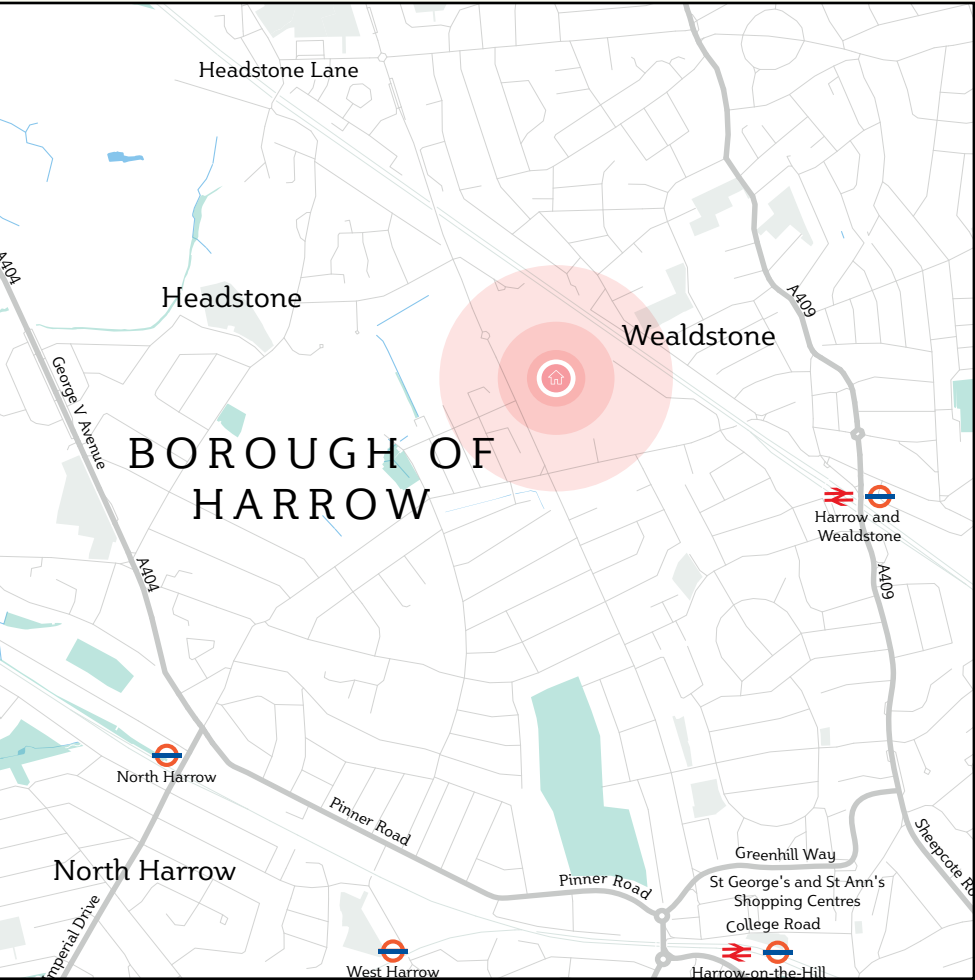 Headstone Lane
A404
Headstone
Wealdstone
A409
George V Avenue
BOROUGH OF
HARROW
Harrow and
Wealdstone
A404
A409
North Harrow
Pinner Road
North Harrow
Pinner Road
Greenhill Way
Sheepcote Ro
St George's and St Ann's
Shopping Centres
College Road
mperial Drive
West Harrow
Harrow-on-the-Hill